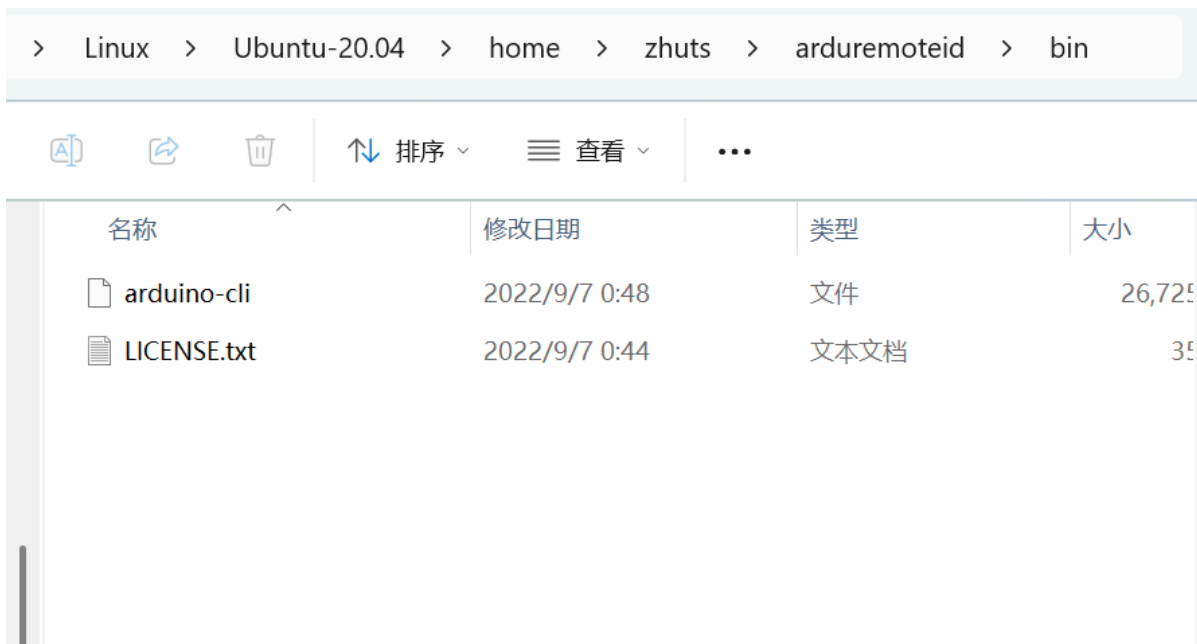 > Linux > Ubuntu-20.04 > home > zhuts > arduremoteid > bin
A 排序 查看 •••
名称 修改日期 类型 大小
arduino-cli 2022/9/7 0:48 文件 26,725
LICENSE.txt 2022/9/7 0:44 文本文档 35